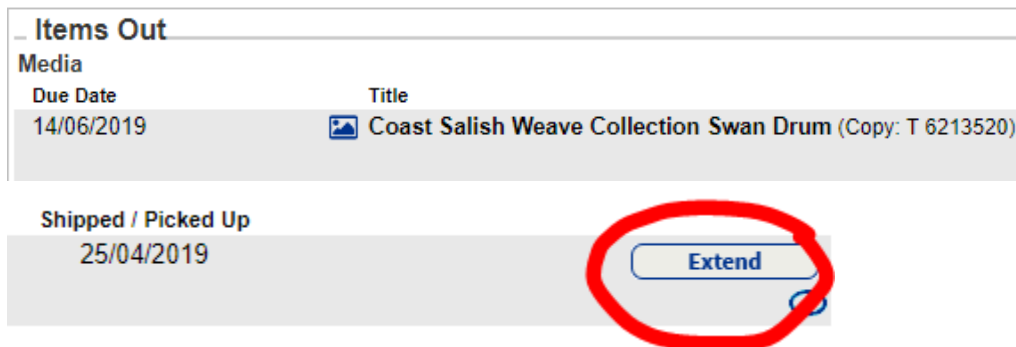 Items Out
Media
Due Date Title
14/06/2019 Coast Salish Weave Collection Swan Drum (Copy: T 6213520)
Shipped / Picked Up
25/04/2019 Extend